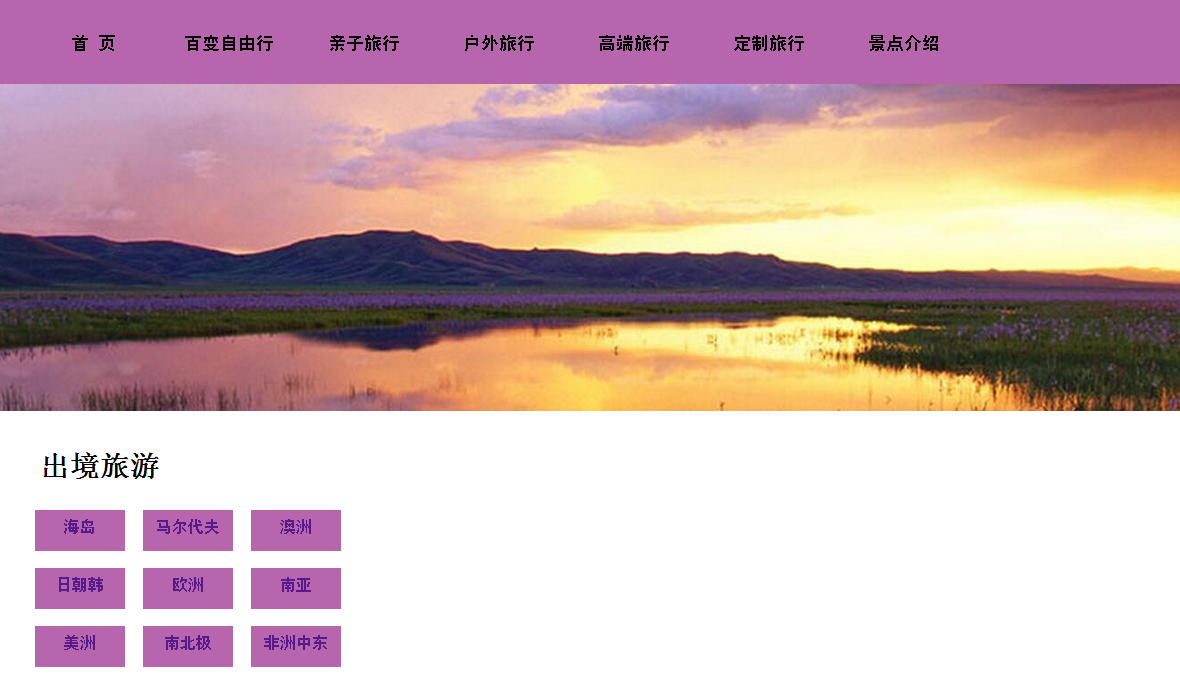 首 页 百变自由行 亲子旅行 户外旅行 高端旅行 定制旅行 景点介绍
出境旅游
海岛 马尔代夫 澳洲
日朝韩 欧洲 南亚
美洲 南北极 非洲中东